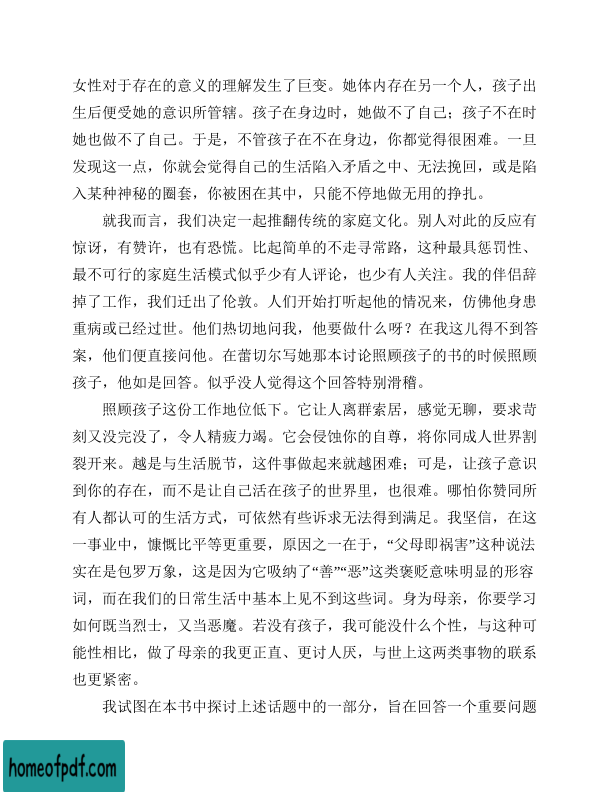 女性对于存在的意义的理解发生了巨变。她体内存在另一个人，孩子出
生后便受她的意识所管辖。孩子在身边时，她做不了自己；孩子不在时
她也做不了自己。于是，不管孩子在不在身边，你都觉得很困难。一旦
发现这一点，你就会觉得自己的生活陷入矛盾之中、无法挽回，或是陷
入某种神秘的圈套，你被困在其中，只能不停地做无用的挣扎。
就我而言，我们决定一起推翻传统的家庭文化。别人对此的反应有
惊讶，有赞许，也有恐慌。比起简单的不走寻常路，这种最具惩罚性、
最不可行的家庭生活模式似乎少有人评论，也少有人关注。我的伴侣辞
掉了工作，我们迁出了伦敦。人们开始打听起他的情况来，仿佛他身患
重病或已经过世。他们热切地问我，他要做什么呀？在我这儿得不到答
案，他们便直接问他。在蕾切尔写她那本讨论照顾孩子的书的时候照顾
孩子，他如是回答。似乎没人觉得这个回答特别滑稽。
照顾孩子这份工作地位低下。它让人离群索居，感觉无聊，要求苛
刻又没完没了，令人精疲力竭。它会侵蚀你的自尊，将你同成人世界割
裂开来。越是与生活脱节，这件事做起来就越困难；可是，让孩子意识
到你的存在，而不是让自己活在孩子的世界里，也很难。哪怕你赞同所
有人都认可的生活方式，可依然有些诉求无法得到满足。我坚信，在这
一事业中，慷慨比平等更重要，原因之一在于，“父母即祸害”这种说法
实在是包罗万象，这是因为它吸纳了“善”“恶”这类褒贬意味明显的形容
词，而在我们的日常生活中基本上见不到这些词。身为母亲，你要学习
如何既当烈士，又当恶魔。若没有孩子，我可能没什么个性，与这种可
能性相比，做了母亲的我更正直、更讨人厌，与世上这两类事物的联系
也更紧密。
我试图在本书中探讨上述话题中的一部分，旨在回答一个重要问题
homeofpdf.com